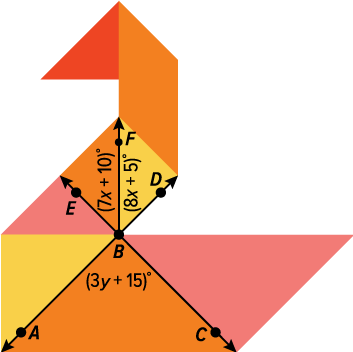 F
(7x + 10)°
(8x + 5)°
D
E
B
(3y + 15)°
A
C